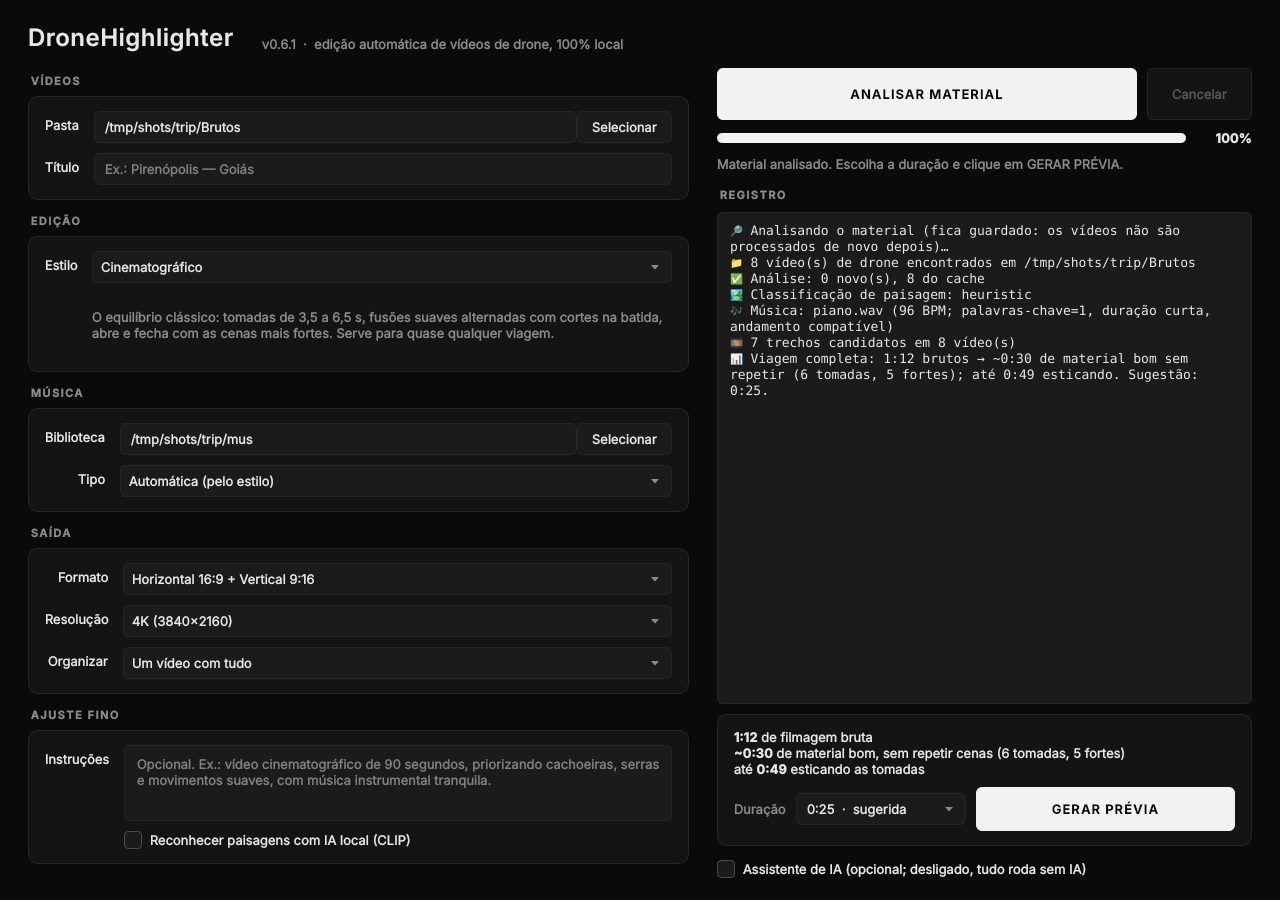 DroneHighlighter
v0.6.1 · edição automática de vídeos de drone, 100% local
VÍDEOS
Pasta
/tmp/shots/trip/Brutos
Selecionar
Título
Ex.: Pirenópolis — Goiás
EDIÇÃO
Estilo
Cinematográfico
O equilíbrio clássico: tomadas de 3,5 a 6,5 s, fusões suaves alternadas com cortes na batida,
abre e fecha com as cenas mais fortes. Serve para quase qualquer viagem.
MÚSICA
Biblioteca
/tmp/shots/trip/mus
Selecionar
Tipo
Automática (pelo estilo)
SAÍDA
Formato
Horizontal 16:9 + Vertical 9:16
Resolução
4K (3840×2160)
Organizar
Um vídeo com tudo
AJUSTE FINO
Instruções
Opcional. Ex.: vídeo cinematográfico de 90 segundos, priorizando cachoeiras, serras
e movimentos suaves, com música instrumental tranquila.
Reconhecer paisagens com IA local (CLIP)
ANALISAR MATERIAL
Cancelar
100%
Material analisado. Escolha a duração e clique em GERAR PRÉVIA.
REGISTRO
🔎 Analisando o material (fica guardado: os vídeos não são
processados de novo depois)…
📁 8 vídeo(s) de drone encontrados em /tmp/shots/trip/Brutos
✅ Análise: 0 novo(s), 8 do cache
🏞️ Classificação de paisagem: heuristic
🎶 Música: piano.wav (96 BPM; palavras-chave=1, duração curta,
andamento compatível)
🎞️ 7 trechos candidatos em 8 vídeo(s)
📊 Viagem completa: 1:12 brutos → ~0:30 de material bom sem
repetir (6 tomadas, 5 fortes); até 0:49 esticando. Sugestão:
0:25.
1:12 de filmagem bruta
~0:30 de material bom, sem repetir cenas (6 tomadas, 5 fortes)
até 0:49 esticando as tomadas
Duração
0:25 · sugerida
GERAR PRÉVIA
Assistente de IA (opcional; desligado, tudo roda sem IA)